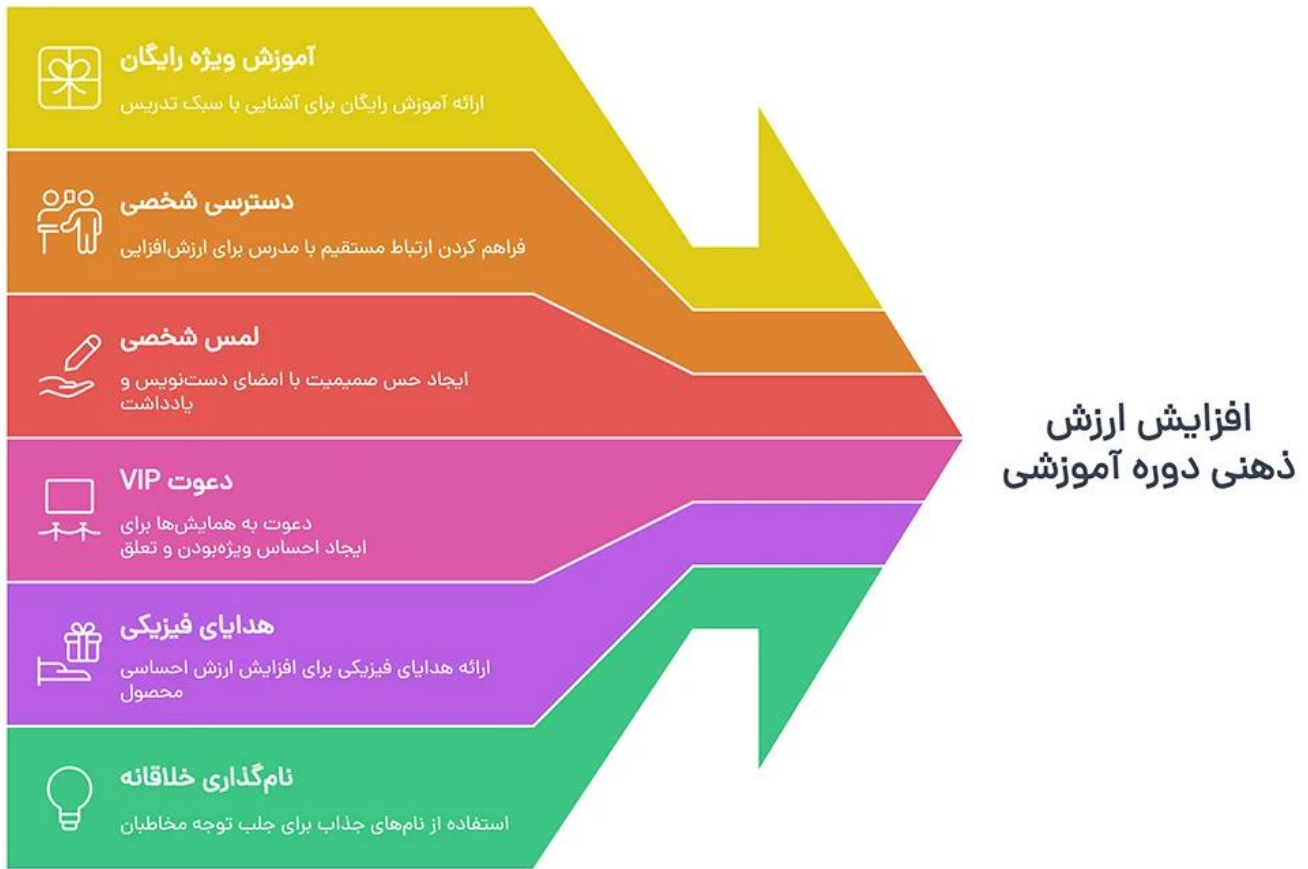 آموزش ویژه رایگان
ارائه آموزش رایگان برای آشنایی با سبک تدریس
دسترسی شخصی
فراهم کردن ارتباط مستقیم با مدرس برای ارزش‌افزایی
لمس شخصی
ایجاد حس صمیمیت با امضای دست‌نویس و
یادداشت
دعوت VIP
دعوت به همایش‌ها برای
ایجاد احساس ویژه‌بودن و تعلق
هدایای فیزیکی
ارائه هدایای فیزیکی برای افزایش ارزش احساسی
محصول
نام‌گذاری خلاقانه
استفاده از نام‌های جذاب برای جلب توجه مخاطبان
افزایش ارزش
ذهنی دوره آموزشی